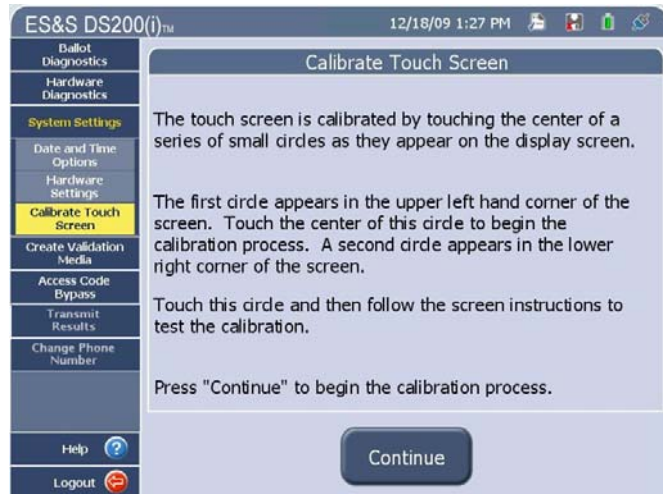 ES&S DS200(i)TM
12/18/09 1:27 PM
Ballot
Diagnostics
Hardware
Diagnostics
System Settings
Date and Time
Options
Hardware
Settings
Calibrate Touch
Screen
Create Validation
Media
Access Code
Bypass
Transmit
Results
Change Phone
Number
Help ?
Logout
Calibrate Touch Screen
The touch screen is calibrated by touching the center of a
series of small circles as they appear on the display screen.
The first circle appears in the upper left hand corner of the
screen. Touch the center of this circle to begin the
calibration process. A second circle appears in the lower
right corner of the screen.
Touch this circle and then follow the screen instructions to
test the calibration.
Press "Continue" to begin the calibration process.
Continue